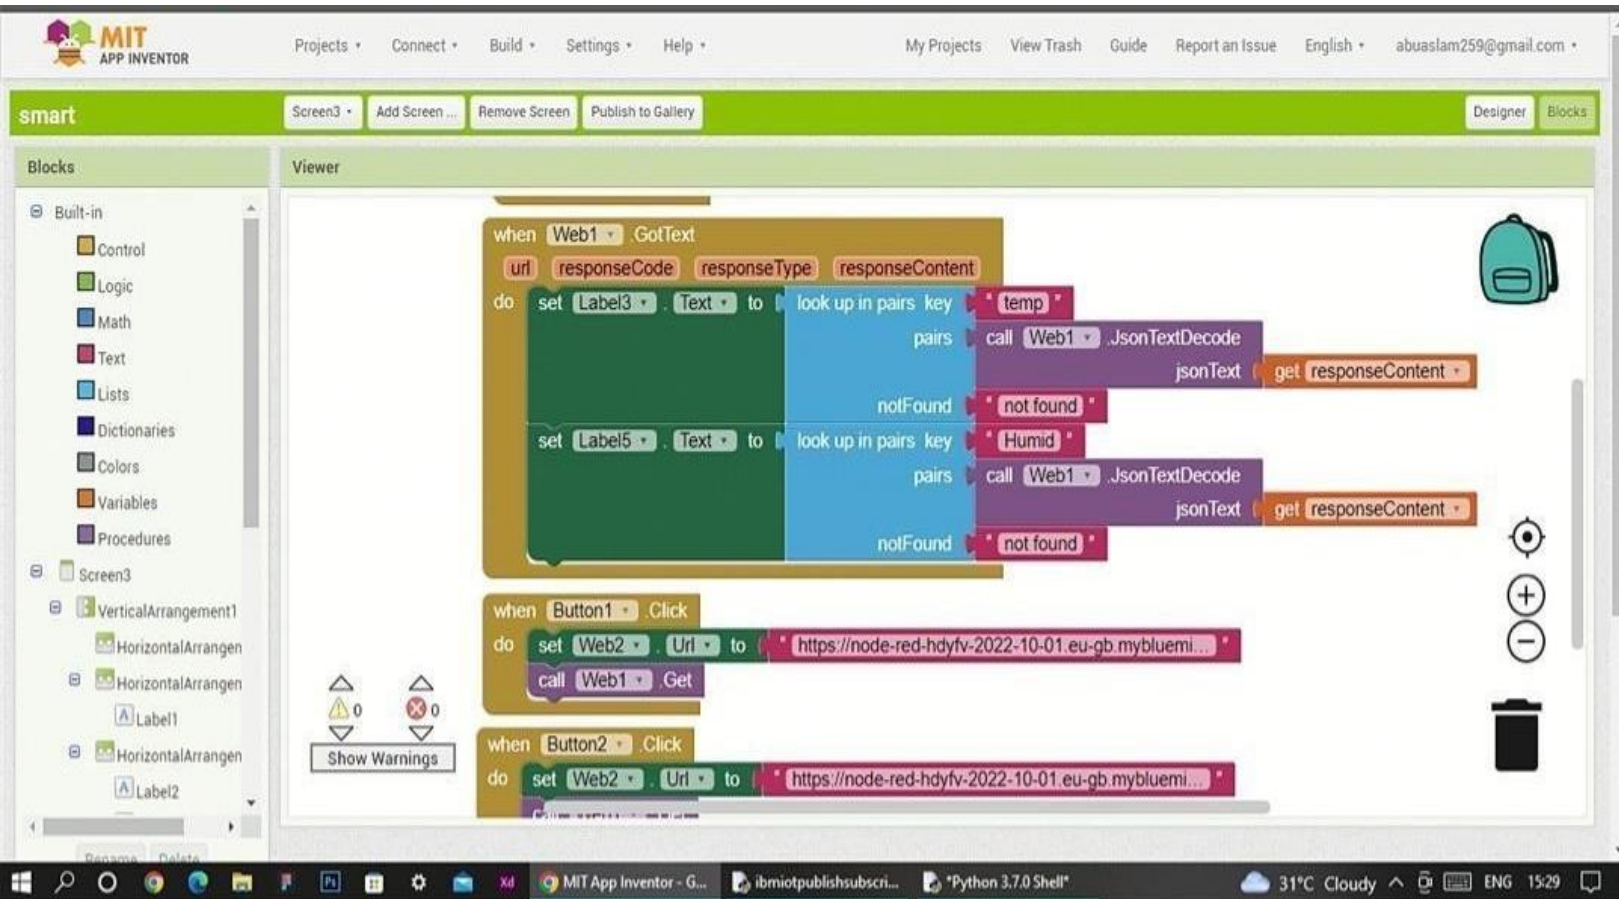 MIT
APP INVENTOR
Projects Connect Build Settings Help My Projects View Trash Guide Report an Issue English abuaslam259@gmail.com
smart Screen3 Add Screen ... Remove Screen Publish to Gallery Designer Blocks
Blocks Viewer
Built-in
Control
Logic
Math
Text
Lists
Dictionaries
Colors
Variables
Procedures
Screen3
VerticalArrangement1
HorizontalArrangen
HorizontalArrangen
A Label1
HorizontalArrangen
A Label2
Rename Delete
when Web1 .GotText
url responseCode responseType responseContent
do set Label3 . Text to look up in pairs key " temp "
pairs call Web1 .JsonTextDecode
jsonText get responseContent
notFound " not found "
set Label5 . Text to look up in pairs key " Humid "
pairs call Web1 .JsonTextDecode
jsonText get responseContent
notFound " not found "
when Button1 .Click
do set Web2 . Url to " https://node-red-hdyfv-2022-10-01.eu-gb.mybluemi... "
call Web1 .Get
when Button2 .Click
do set Web2 . Url to " https://node-red-hdyfv-2022-10-01.eu-gb.mybluemi... "
0 0
Show Warnings
Ps Xd MIT App Inventor - G... ibmiotpublishsubscri... *Python 3.7.0 Shell* 31°C Cloudy ENG 15:29